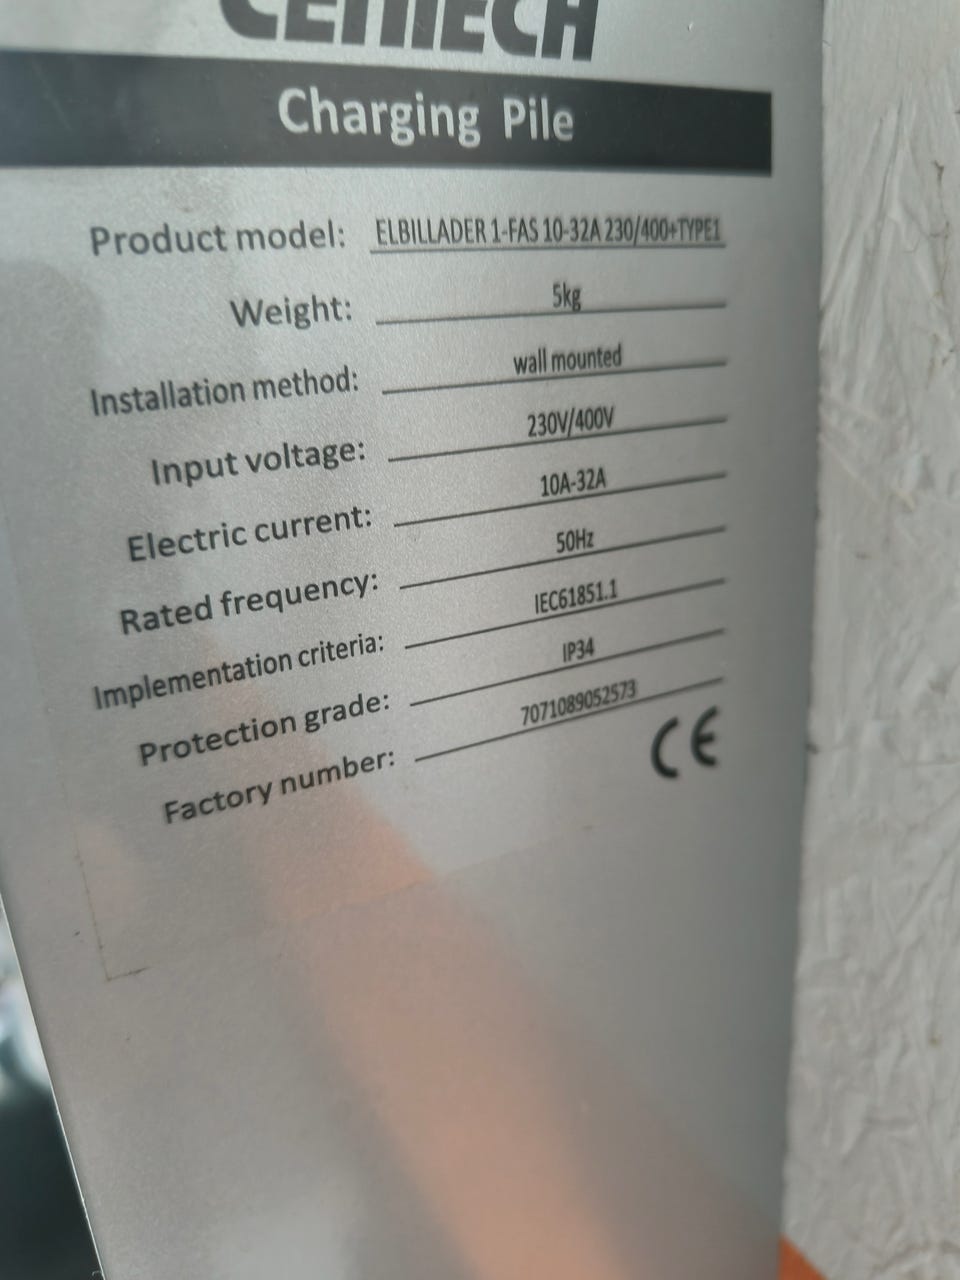 Charging Pile
Product model: ELBILLADER 1-FAS 10-32A 230/400+TYPE1
Weight: 5kg
Installation method: wall mounted
Input voltage: 230V/400V
Electric current: 10A-32A
Rated frequency: 50Hz
Implementation criteria: IEC61851.1
Protection grade: IP34
Factory number: 7071089052573
CE